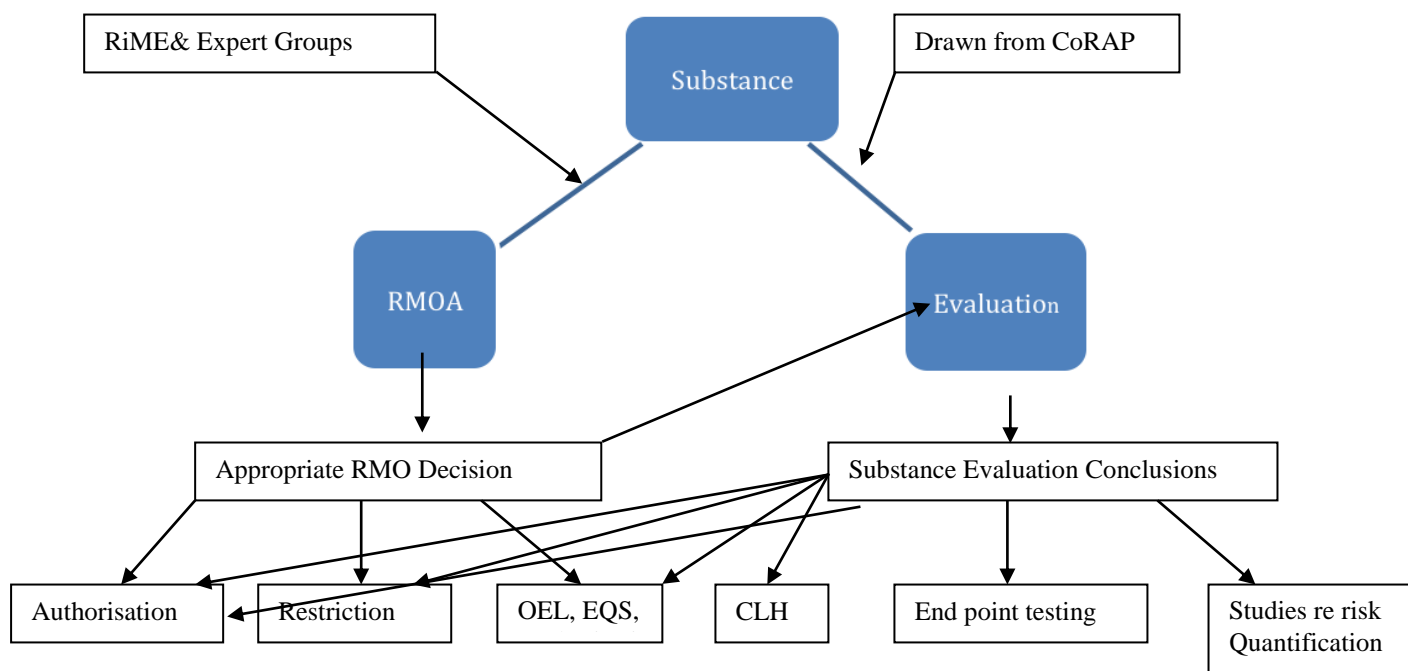 RiME& Expert Groups
Drawn from CoRAP
Substance
RMOA
Evaluation
Appropriate RMO Decision
Substance Evaluation Conclusions
Authorisation
Restriction
OEL, EQS,
CLH
End point testing
Studies re risk
Quantification